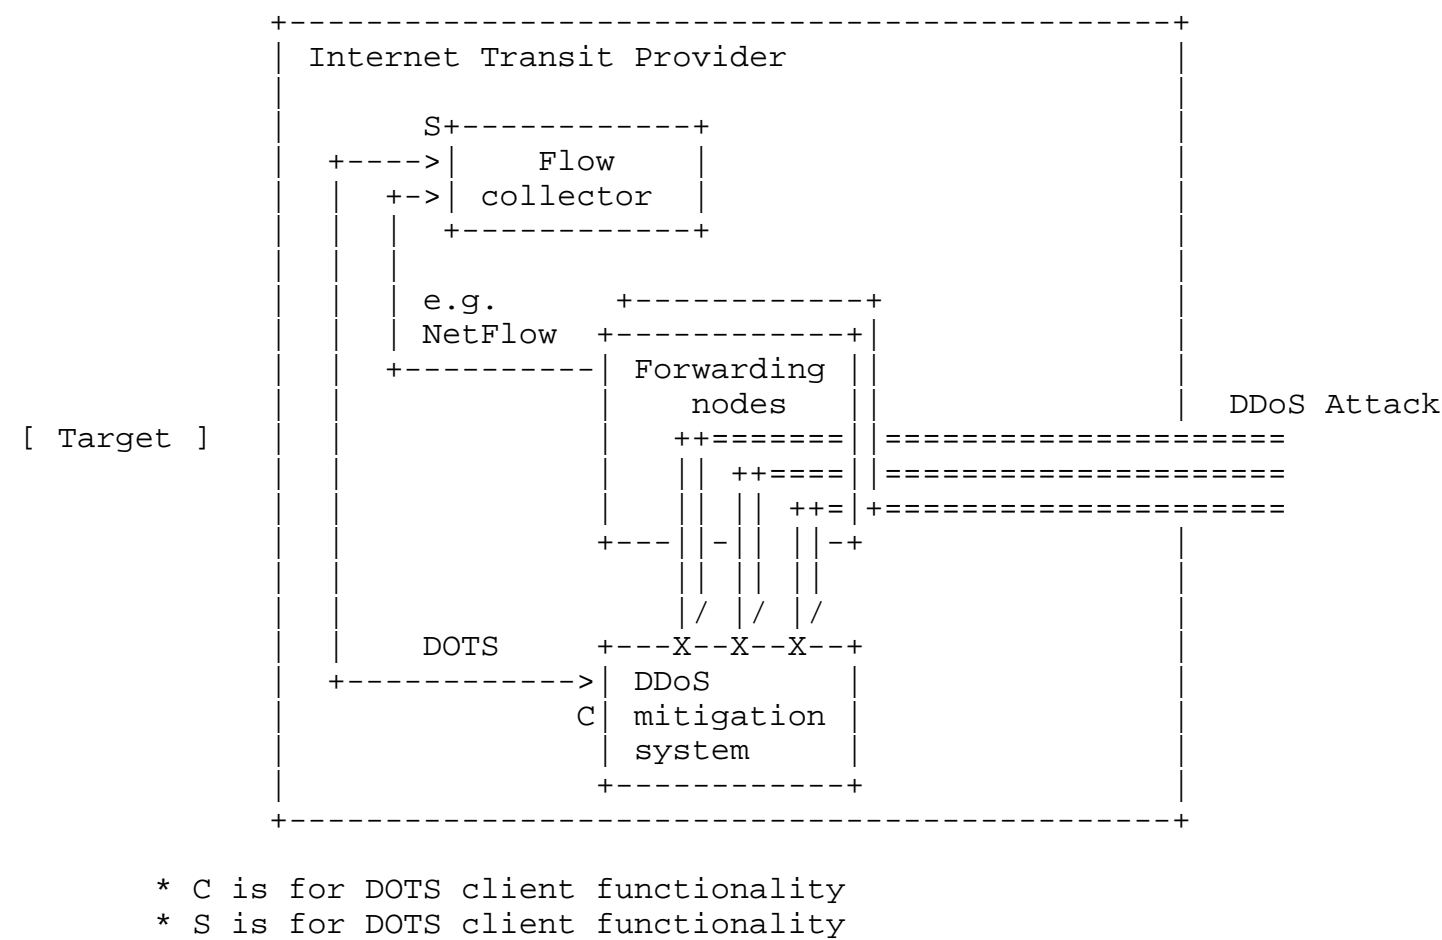 Internet Transit Provider
S
Flow
collector
e.g.
NetFlow
Forwarding
nodes
DDoS Attack
[ Target ]
X X X
DOTS
DDoS
C mitigation
system
* C is for DOTS client functionality
* S is for DOTS client functionality